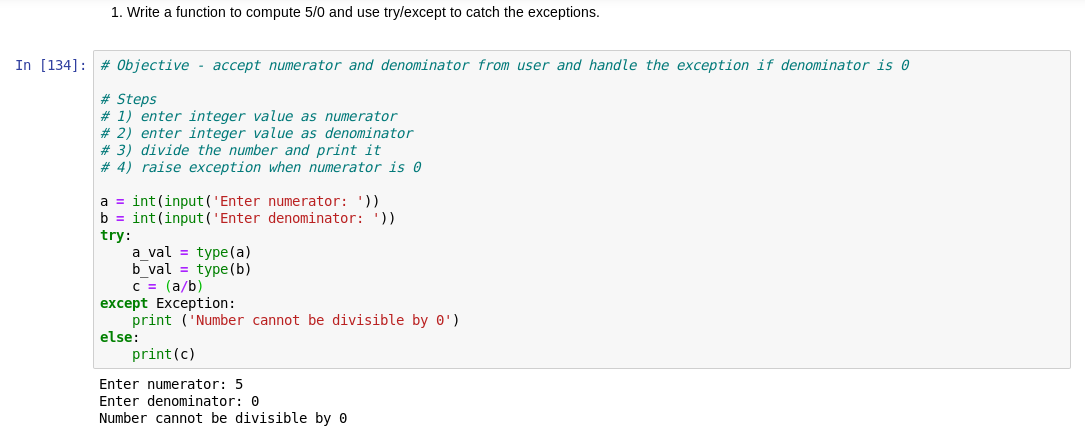 1. Write a function to compute 5/0 and use try/except to catch the exceptions.
In [134]: # Objective - accept numerator and denominator from user and handle the exception if denominator is 0
# Steps
# 1) enter integer value as numerator
# 2) enter integer value as denominator
# 3) divide the number and print it
# 4) raise exception when numerator is 0
a = int(input('Enter numerator: '))
b = int(input('Enter denominator: '))
try:
    a_val = type(a)
    b_val = type(b)
    c = (a/b)
except Exception:
    print ('Number cannot be divisible by 0')
else:
    print(c)
Enter numerator: 5
Enter denominator: 0
Number cannot be divisible by 0